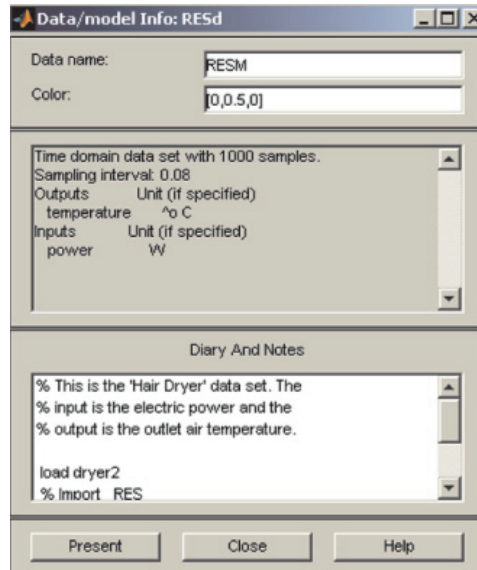 Data/model Info: RESd
Data name:
RESM
Color:
[0,0.5,0]
Time domain data set with 1000 samples.
Sampling interval: 0.08
Outputs Unit (if specified)
temperature ^o C
Inputs Unit (if specified)
power W
Diary And Notes
% This is the 'Hair Dryer' data set. The
% input is the electric power and the
% output is the outlet air temperature.
load dryer2
% Import RES
Present Close Help